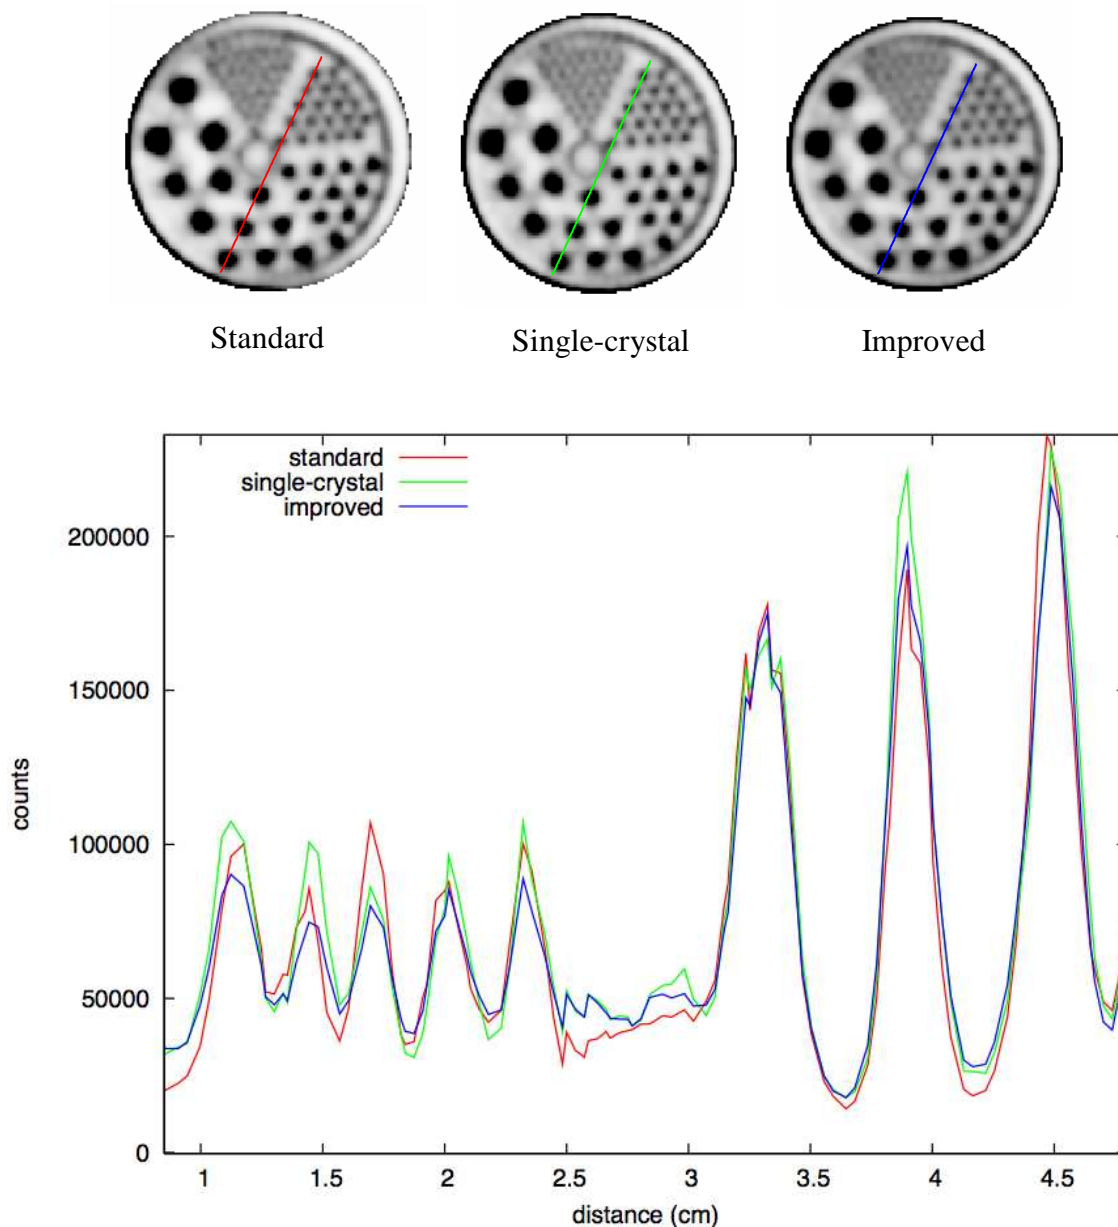 Standard
Single-crystal
Improved
standard
single-crystal
improved
200000
150000
100000
50000
0
counts
1 1.5 2 2.5 3 3.5 4 4.5
distance (cm)